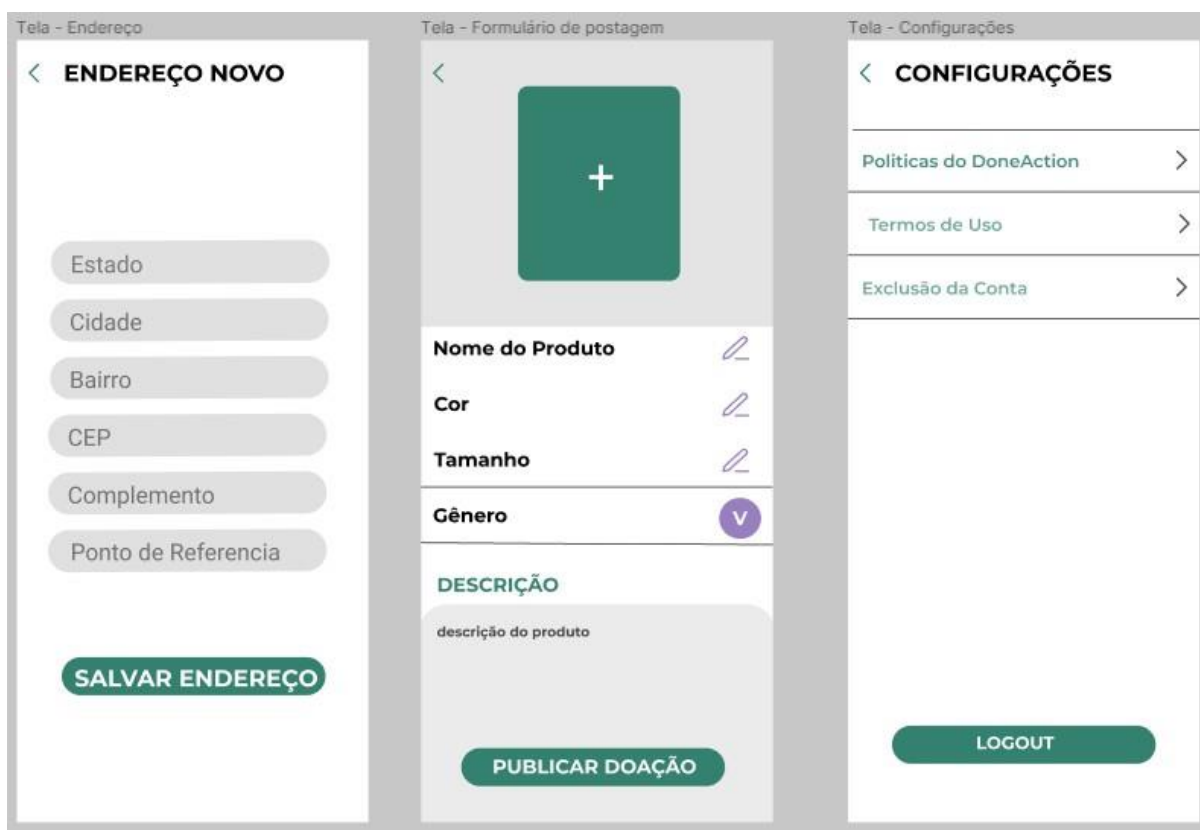 Tela - Endereço
ENDEREÇO NOVO
Estado
Cidade
Bairro
CEP
Complemento
Ponto de Referencia
SALVAR ENDEREÇO
Tela - Formulário de postagem
+
Nome do Produto
Cor
Tamanho
Gênero
V
DESCRIÇÃO
descrição do produto
PUBLICAR DOAÇÃO
Tela - Configurações
CONFIGURAÇÕES
Politicas do DoneAction
Termos de Uso
Exclusão da Conta
LOGOUT